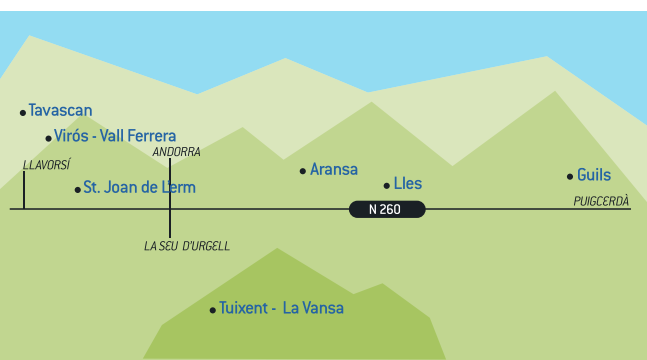 Tavascan
Virós - Vall Ferrera
ANDORRA
LLAVORSÍ
Aransa
Guils
St. Joan de L'erm
Lles
PUIGCERDÀ
N 260
LA SEU D'URGELL
Tuixent - La Vansa